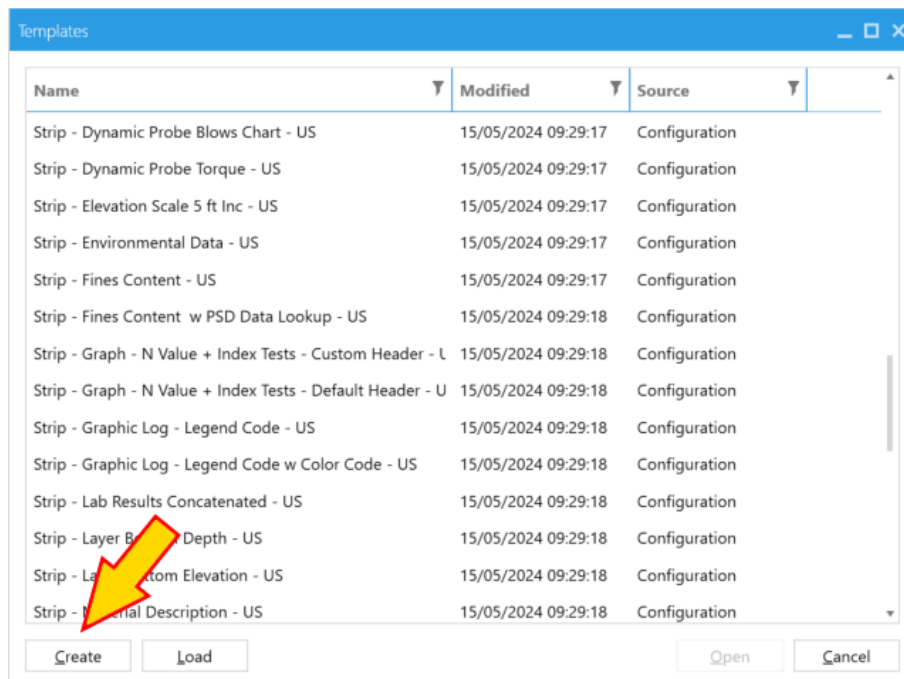 Templates
Name Modified Source
Strip - Dynamic Probe Blows Chart - US 15/05/2024 09:29:17 Configuration
Strip - Dynamic Probe Torque - US 15/05/2024 09:29:17 Configuration
Strip - Elevation Scale 5 ft Inc - US 15/05/2024 09:29:17 Configuration
Strip - Environmental Data - US 15/05/2024 09:29:17 Configuration
Strip - Fines Content - US 15/05/2024 09:29:17 Configuration
Strip - Fines Content w PSD Data Lookup - US 15/05/2024 09:29:18 Configuration
Strip - Graph - N Value + Index Tests - Custom Header - 15/05/2024 09:29:18 Configuration
Strip - Graph - N Value + Index Tests - Default Header - U 15/05/2024 09:29:18 Configuration
Strip - Graphic Log - Legend Code - US 15/05/2024 09:29:18 Configuration
Strip - Graphic Log - Legend Code w Color Code - US 15/05/2024 09:29:18 Configuration
Strip - Lab Results Concatenated - US 15/05/2024 09:29:18 Configuration
Strip - Layer Depth - US 15/05/2024 09:29:18 Configuration
Strip - Elevation - US 15/05/2024 09:29:18 Configuration
Strip - Description - US 15/05/2024 09:29:18 Configuration
Create Load Open Cancel